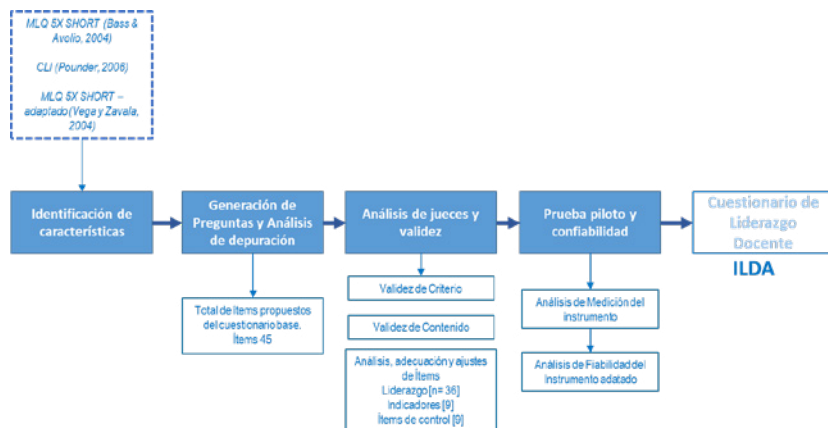 MLQ 5X SHORT (Bass &
Avolio, 2004)
CLI (Pounder, 2006)
MLQ 5X SHORT –
adaptado (Vega y Zavala,
2004)
Identificación de
características
Generación de
Preguntas y Análisis
de depuración
Análisis de jueces y
validez
Prueba piloto y
confiabilidad
Cuestionario de
Liderazgo
Docente
ILDA
Total de Ítems propuestos
del cuestionario base.
Ítems 45
Validez de Criterio
Validez de Contenido
Análisis, adecuación y ajustes
de Ítems
Liderazgo [n= 36]
Indicadores [9]
Ítems de control [9]
Análisis de Medición del
instrumento
Análisis de Fiabilidad del
Instrumento adatado